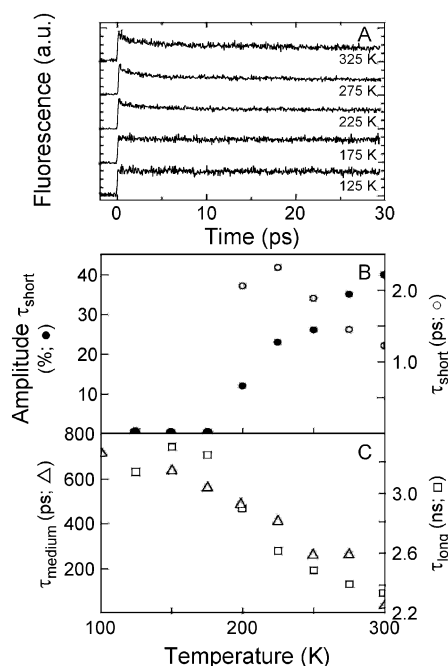 A
Fluorescence (a.u.)
325 K
275 K
225 K
175 K
125 K
0 10 20 30
Time (ps)
B
Amplitude τshort
(%; ●)
40
30
20
10
2.0
1.0
τshort
(ps; ○)
C
τmedium (ps; △)
800
600
400
200
3.0
2.6
2.2
τlong (ns; □)
100 150 200 250 300
Temperature (K)